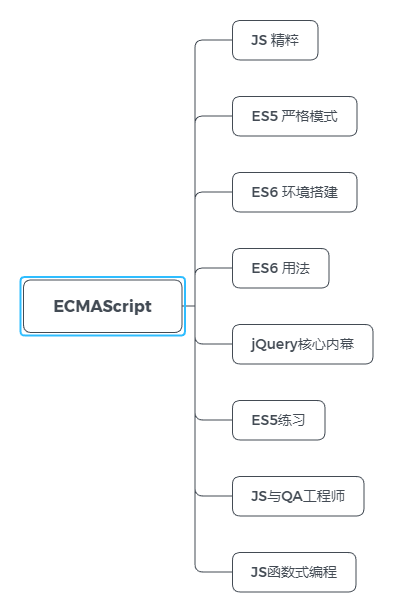 JS 精粹
ES5 严格模式
ES6 环境搭建
ES6 用法
ECMAScript
jQuery核心内幕
ES5练习
JS与QA工程师
JS函数式编程